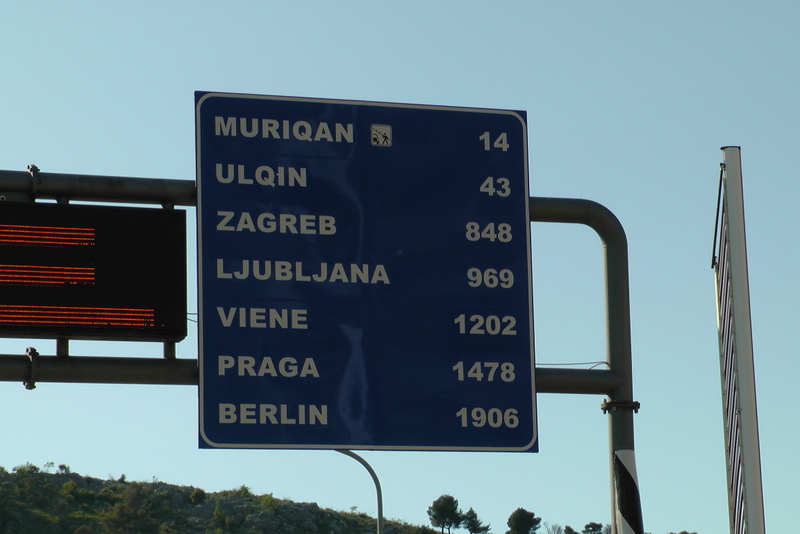 MURIQAN 14
ULQIN 43
ZAGREB 848
LJUBLJANA 969
VIENE 1202
PRAGA 1478
BERLIN 1906